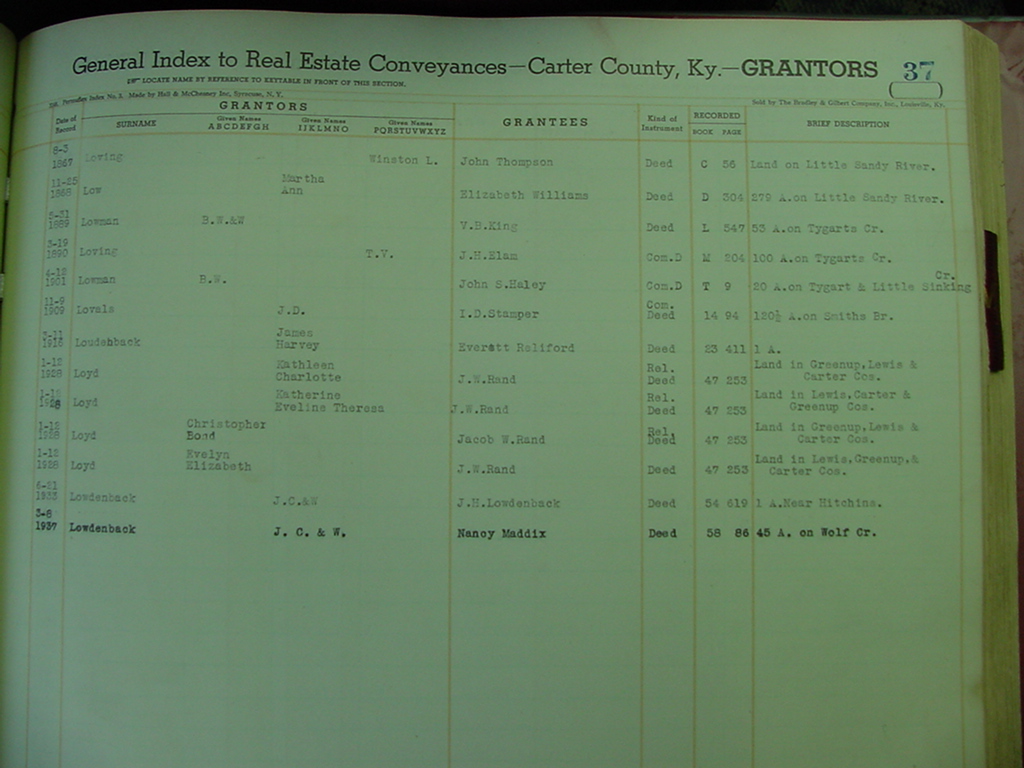 General Index to Real Estate Conveyances—Carter County, Ky.—GRANTORS 37
LOCATE NAME BY REFERENCE TO KEYTABLE IN FRONT OF THIS SECTION.
Index No. 3. Made by Hall & McChesney Inc, Syracuse, N. Y. Sold by The Bradley & Gilbert Company, Inc., Louisville, Ky.
GRANTORS
Date of Record SURNAME Given Names ABCDEFGH Given Names IJKLMNO Given Names PQRSTUVWXYZ GRANTEES Kind of Instrument RECORDED BOOK PAGE BRIEF DESCRIPTION
8-3
1867 Loving Winston L. John Thompson Deed C 56 Land on Little Sandy River.
11-25 Martha
1868 Low Ann Elizabeth Williams Deed D 304 279 A.on Little Sandy River.
1889 Lowman B.W.&W V.B.King Deed L 547 53 A.on Tygarts Cr.
3-19
1890 Loving T.V. J.H.Elam Com.D M 204 100 A.on Tygarts Cr.
Cr.
1901 Lowman B.W. John S.Haley Com.D T 9 20 A.on Tygart & Little Sinking
11-9 Com.
1909 Lovals J.D. I.D.Stamper Deed 14 94 120½ A.on Smiths Br.
James
Loudenback Harvey Everett Reliford Deed 23 411 1 A.
1-12 Kathleen Rel. Land in Greenup,Lewis &
1928 Loyd Charlotte J.W.Rand Deed 47 253 Carter Cos.
1-12 Katherine Rel. Land in Lewis,Carter &
1928 Loyd Eveline Theresa J.W.Rand Deed 47 253 Greenup Cos.
1-12 Christopher Rel. Land in Greenup,Lewis &
1928 Loyd Bond Jacob W.Rand Deed 47 253 Carter Cos.
1-12 Evelyn Land in Lewis,Greenup,&
1928 Loyd Elizabeth J.W.Rand Deed 47 253 Carter Cos.
6-21
1933 Lowdenback J.C.&W J.H.Lowdenback Deed 54 619 1 A.Near Hitchins.
3-8
1937 Lowdenback J. C. & W. Nancy Maddix Deed 58 86 45 A. on Wolf Cr.